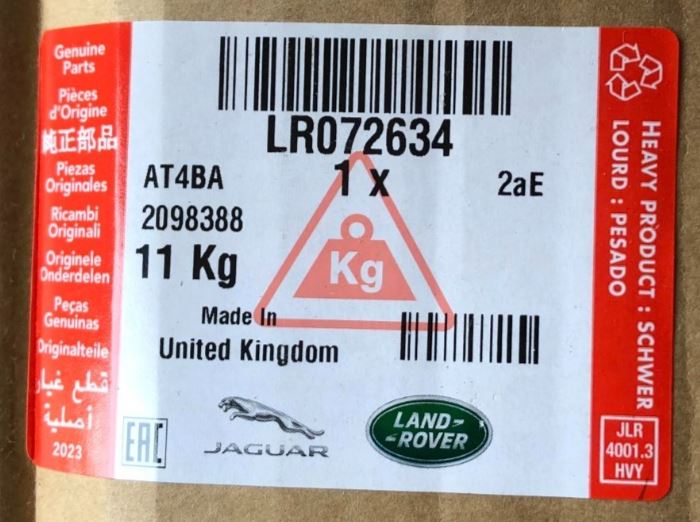 Genuine
Parts
Pièces
d'Origine
純正部品
Piezas
Originales
Ricambi
Originali
Originele
Onderdelen
Peças
Genuinas
Originalteile
قطع غيار
أصلية
2023
LR072634
AT4BA
1 x
2aE
2098388
11 Kg
Kg
Made In
United Kingdom
EAC
JAGUAR
LAND-
-ROVER
HEAVY PRODUCT : SCHWER
LOURD : PESADO
JLR
4001.3
HVY